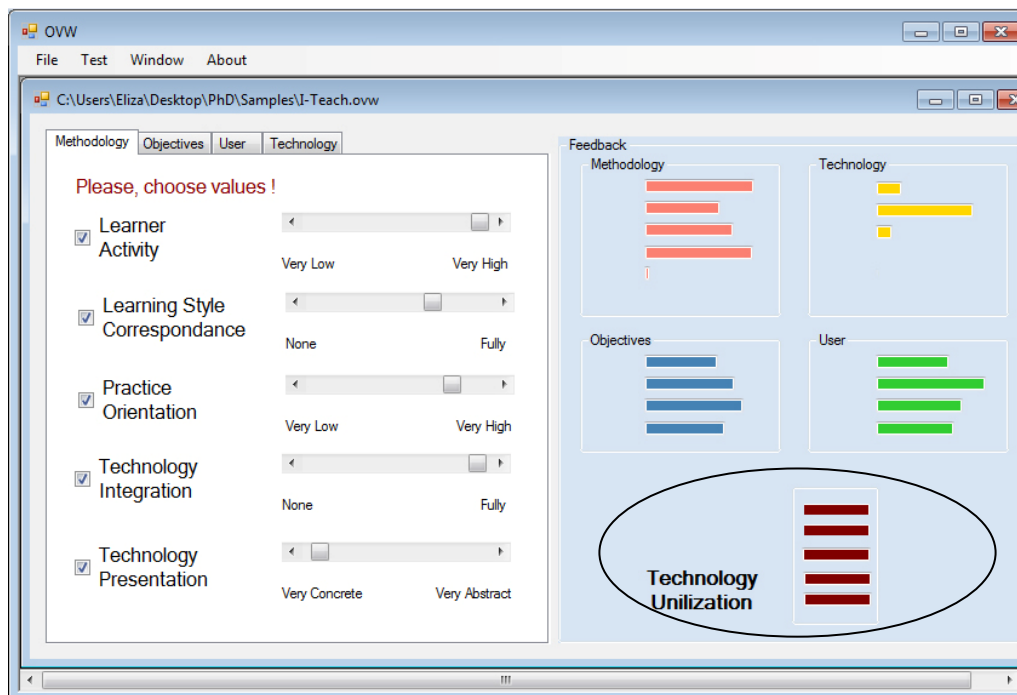 OVW
File Test Window About
C:\Users\Eliza\Desktop\PhD\Samples\I-Teach.ovw
Methodology Objectives User Technology
Please, choose values !
Learner
Activity
Very Low Very High
Learning Style
Correspondance
None Fully
Practice
Orientation
Very Low Very High
Technology
Integration
None Fully
Technology
Presentation
Very Concrete Very Abstract
Feedback
Methodology
Technology
Objectives
User
Technology
Unilization